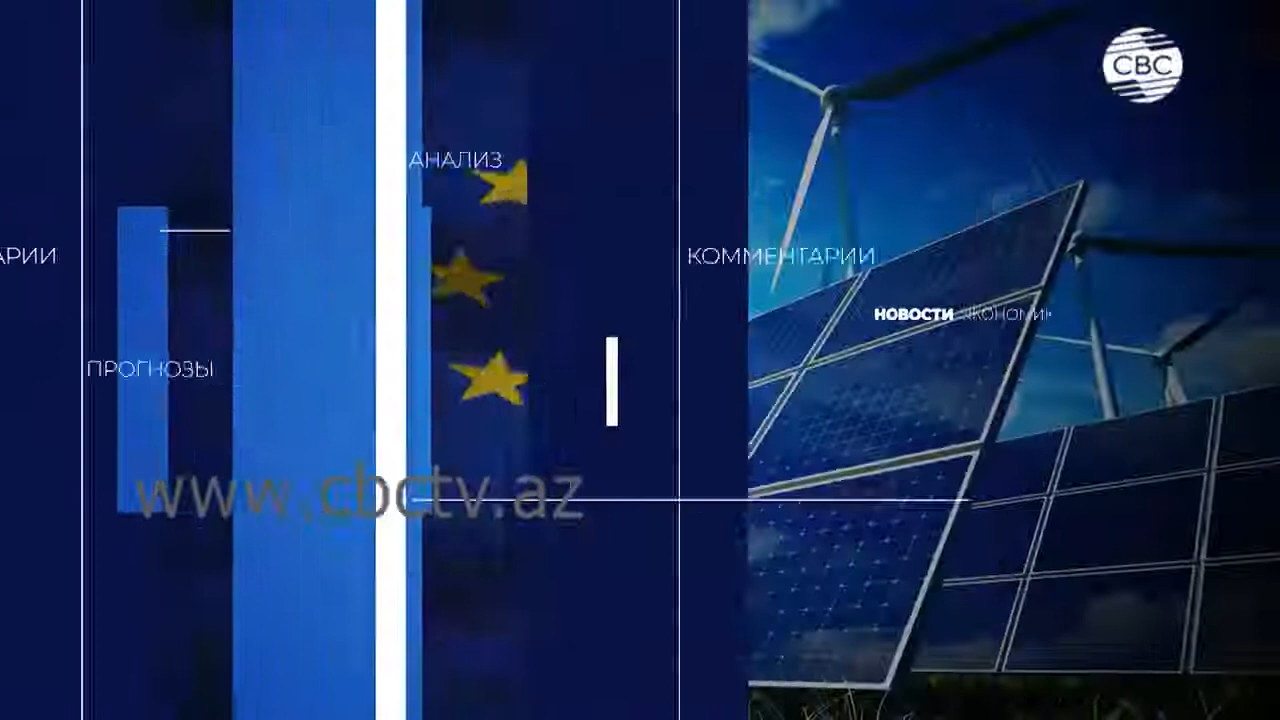 CBC
АНАЛИЗ
АРИИ
КОММЕНТАРИИ
НОВОСТИ
ПРОГНОЗЫ
www.cbctv.az